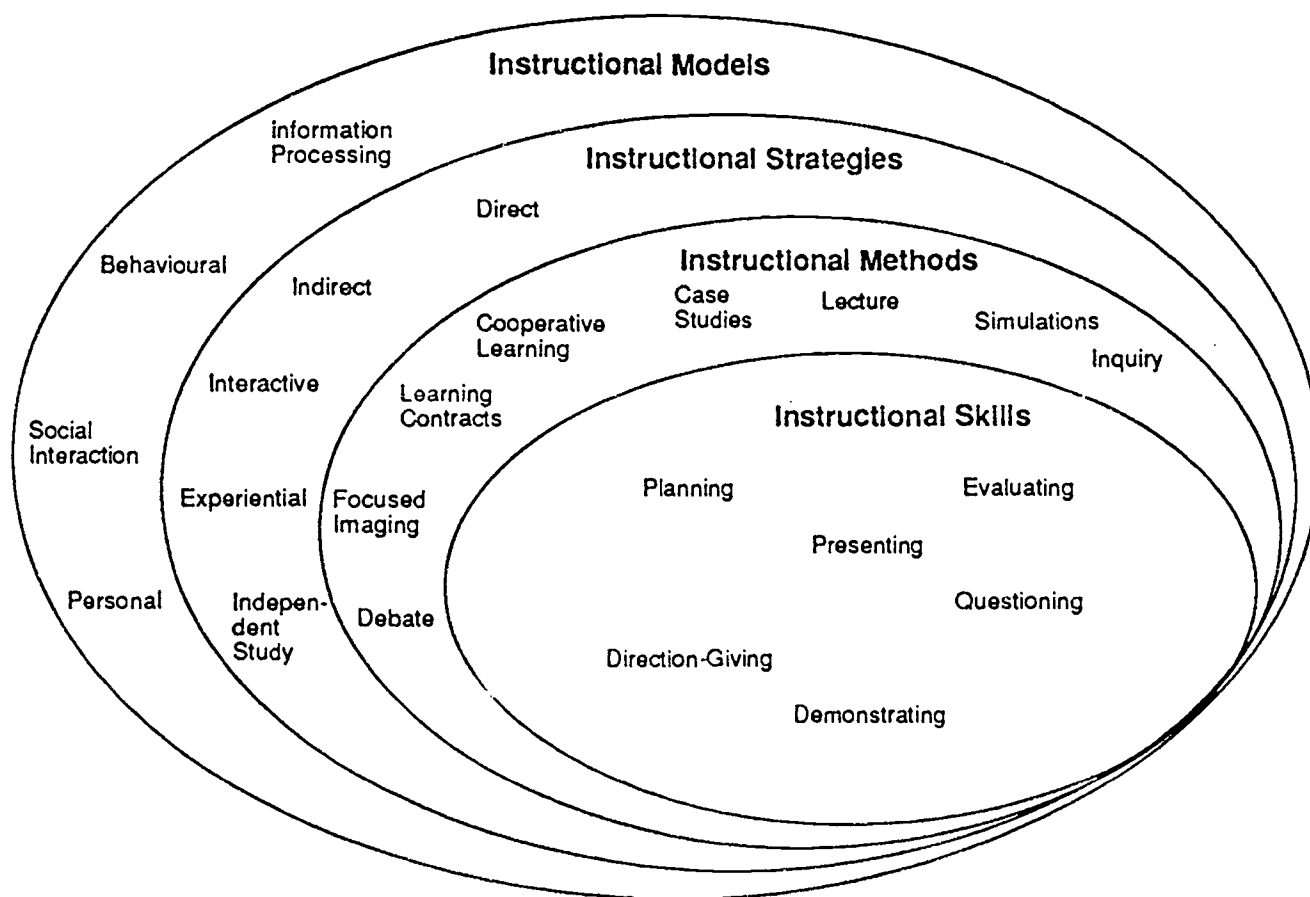 Instructional Models
information
Processing
Behavioural
Social
Interaction
Personal
Instructional Strategies
Direct
Indirect
Interactive
Experiential
Indepen-
dent
Study
Instructional Methods
Case
Studies
Lecture
Simulations
Inquiry
Cooperative
Learning
Learning
Contracts
Focused
Imaging
Debate
Instructional Skills
Planning
Evaluating
Presenting
Questioning
Direction-Giving
Demonstrating